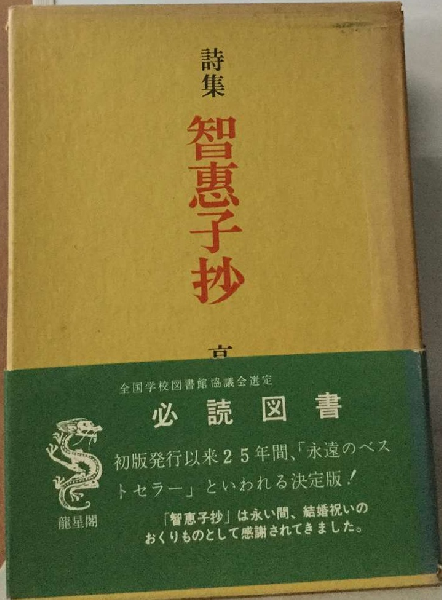 詩集
智恵子抄
高
全国学校図書館協議会選定
必読図書
初版発行以来25年間、「永遠のベス
トセラー」といわれる決定版!
「智恵子抄」は永い間、結婚祝いの
おくりものとして感謝されてきました。
龍星閣